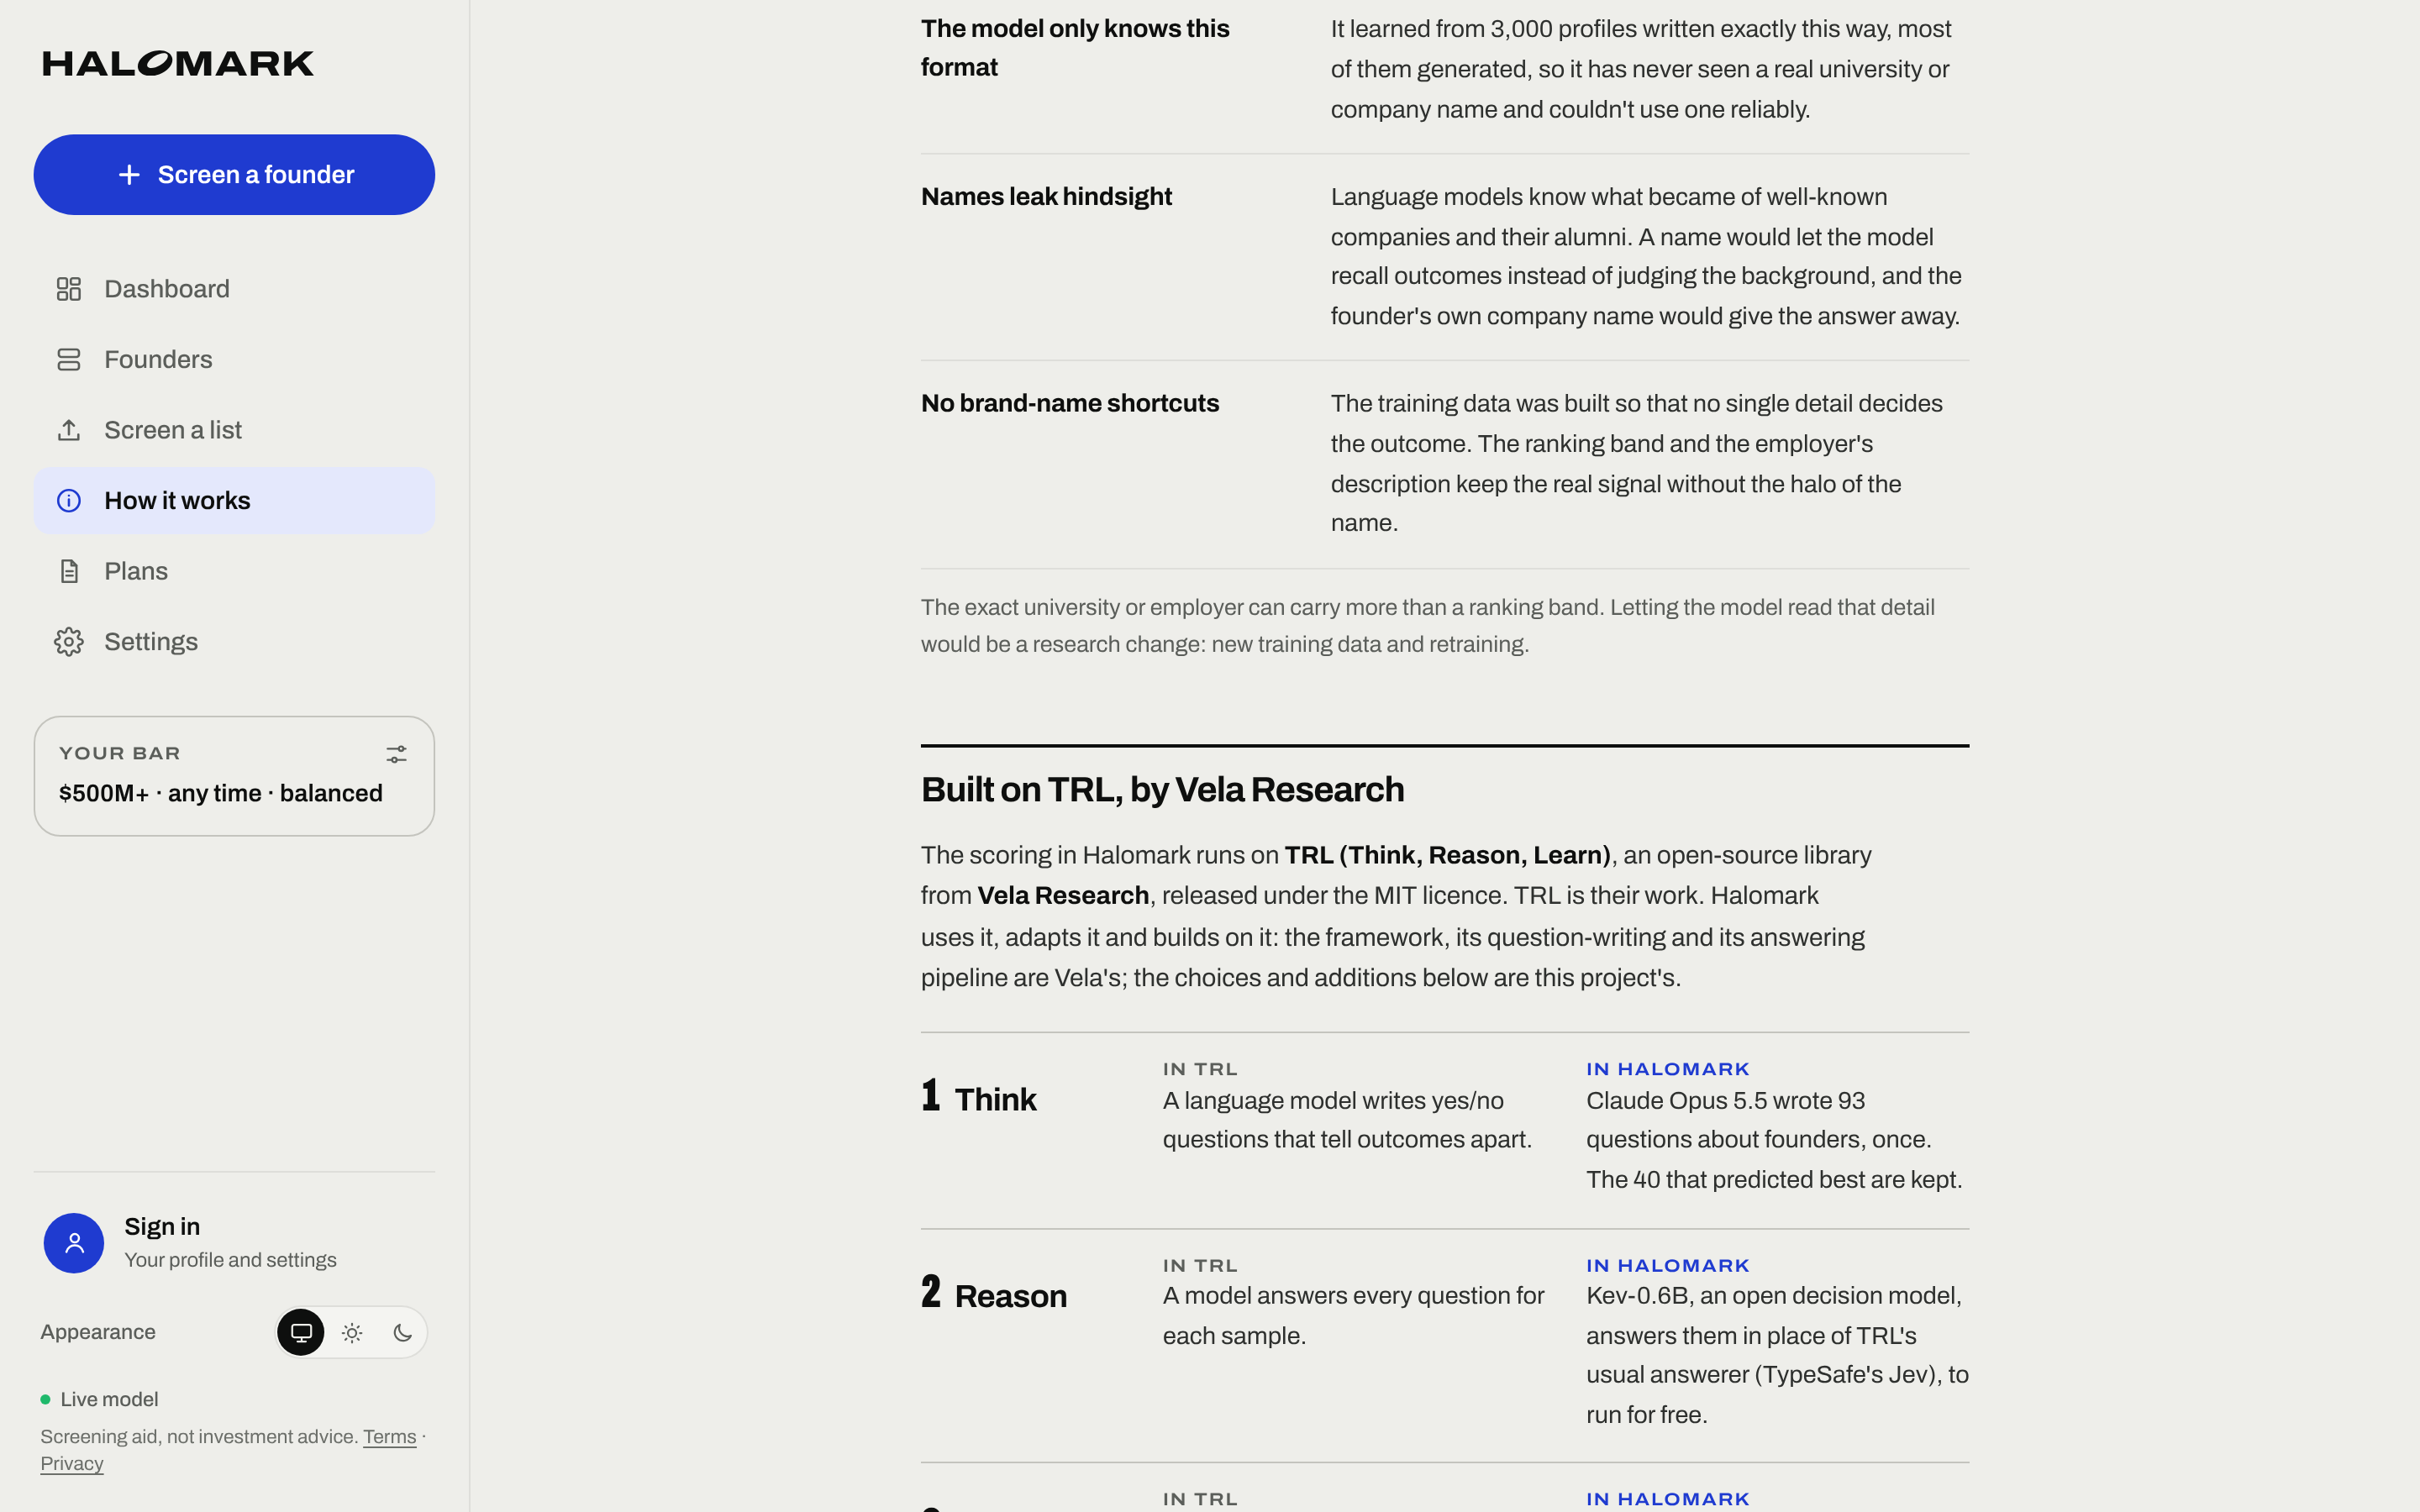 HALOMARK
Screen a founder
Dashboard
Founders
Screen a list
How it works
Plans
Settings
YOUR BAR
$500M+ · any time · balanced
Sign in
Your profile and settings
Appearance
Live model
Screening aid, not investment advice. Terms ·
Privacy
The model only knows this
format
It learned from 3,000 profiles written exactly this way, most
of them generated, so it has never seen a real university or
company name and couldn't use one reliably.
Names leak hindsight
Language models know what became of well-known
companies and their alumni. A name would let the model
recall outcomes instead of judging the background, and the
founder's own company name would give the answer away.
No brand-name shortcuts
The training data was built so that no single detail decides
the outcome. The ranking band and the employer's
description keep the real signal without the halo of the
name.
The exact university or employer can carry more than a ranking band. Letting the model read that detail
would be a research change: new training data and retraining.
Built on TRL, by Vela Research
The scoring in Halomark runs on TRL (Think, Reason, Learn), an open-source library
from Vela Research, released under the MIT licence. TRL is their work. Halomark
uses it, adapts it and builds on it: the framework, its question-writing and its answering
pipeline are Vela's; the choices and additions below are this project's.
1 Think
IN TRL
A language model writes yes/no
questions that tell outcomes apart.
IN HALOMARK
Claude Opus 5.5 wrote 93
questions about founders, once.
The 40 that predicted best are kept.
2 Reason
IN TRL
A model answers every question for
each sample.
IN HALOMARK
Kev-0.6B, an open decision model,
answers them in place of TRL's
usual answerer (TypeSafe's Jev), to
run for free.
IN TRL
IN HALOMARK